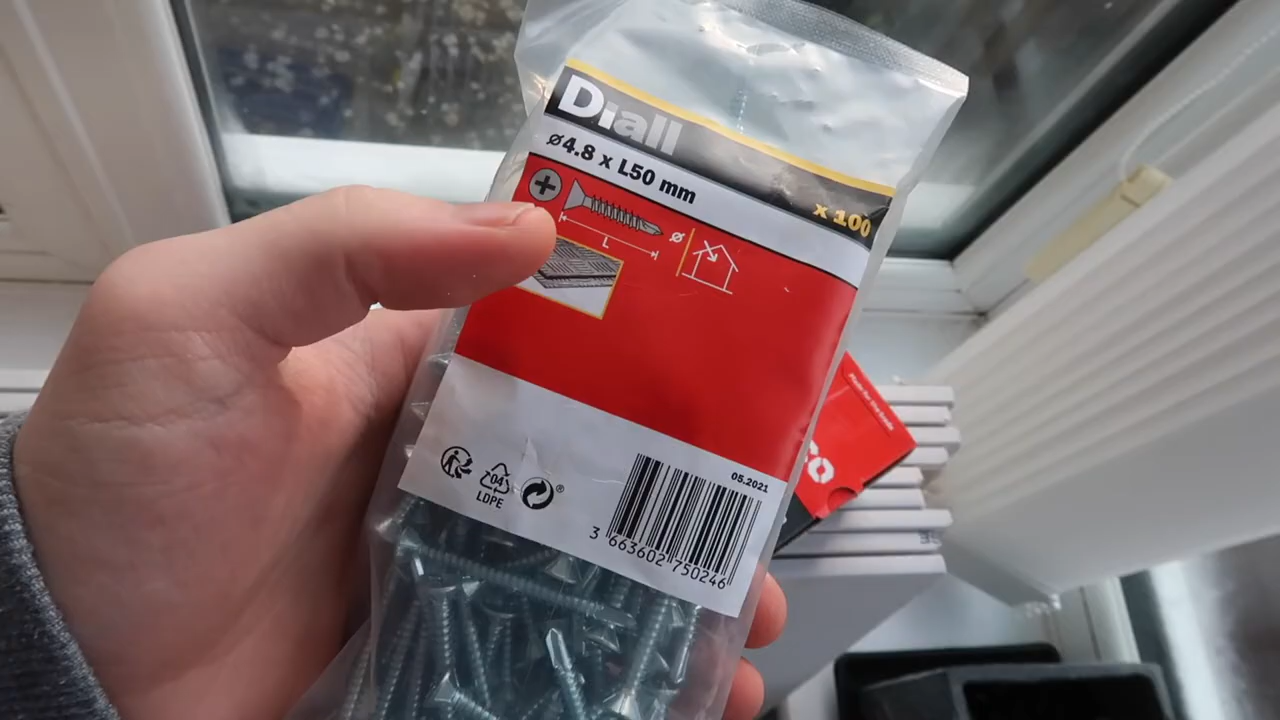 Diall
ø4.8 x L50 mm
x 100
L
ø
04
LDPE
®
05.2021
3 663602 750246